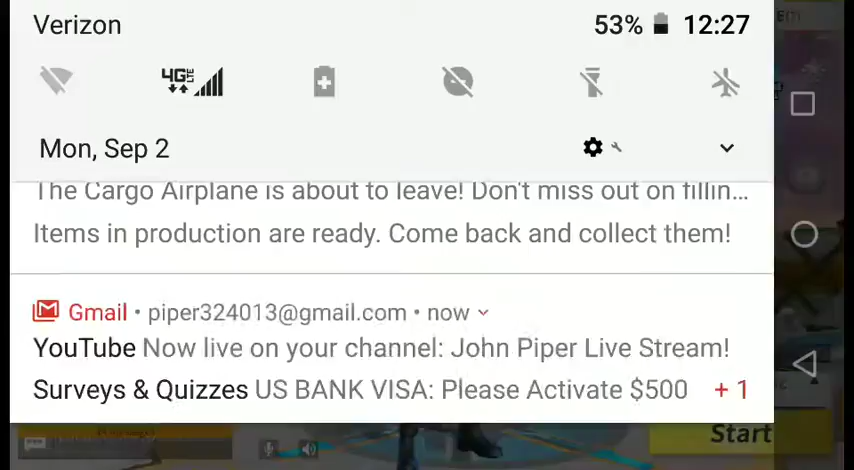 Verizon 53% 12:27
4G LTE
Mon, Sep 2
The Cargo Airplane is about to leave! Don't miss out on fillin...
Items in production are ready. Come back and collect them!
Gmail • piper324013@gmail.com • now
YouTube Now live on your channel: John Piper Live Stream!
Surveys & Quizzes US BANK VISA: Please Activate $500 + 1
Start